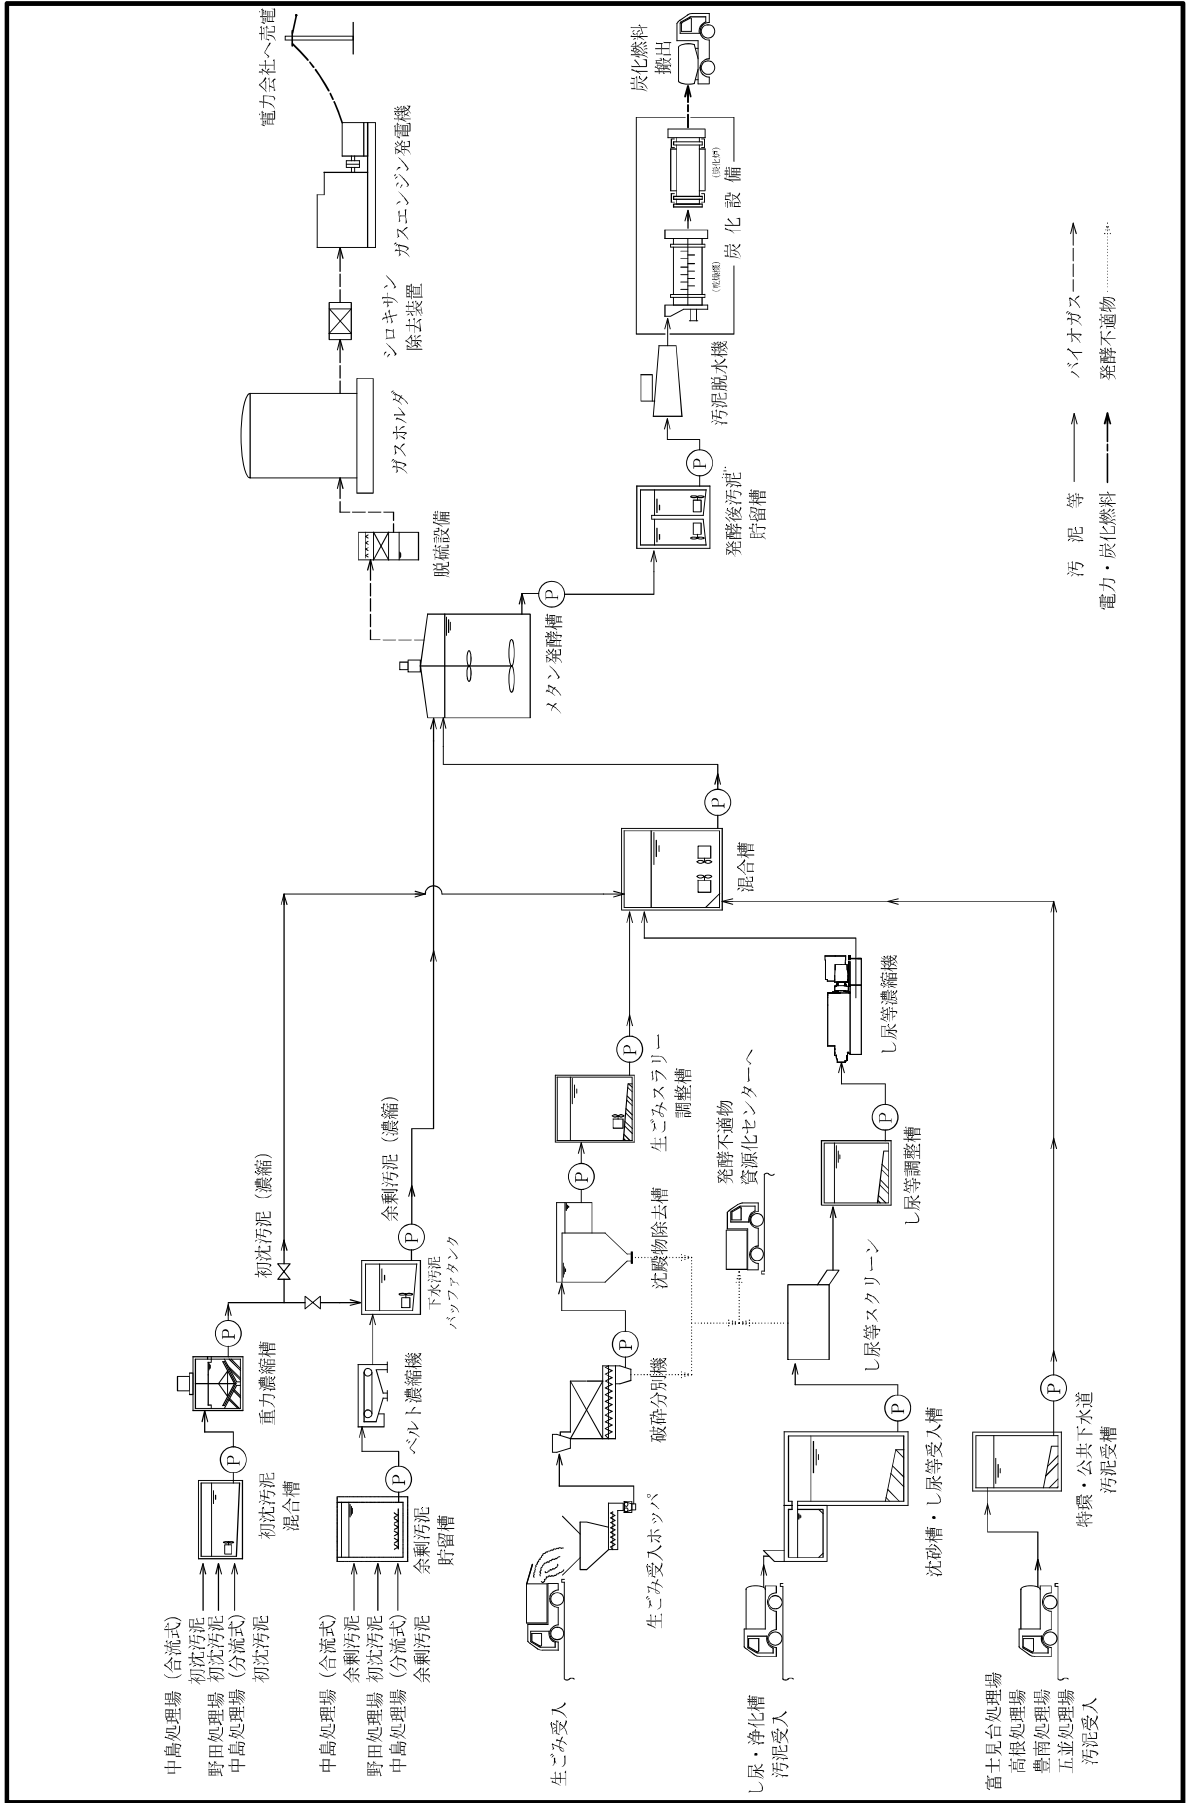 中島処理場（合流式）
初沈汚泥
野田処理場 初沈汚泥
中島処理場（分流式）
初沈汚泥
初沈汚泥
混合槽
P
重力濃縮槽
P
初沈汚泥（濃縮）
中島処理場（合流式）
余剰汚泥
野田処理場 初沈汚泥
中島処理場（分流式）
余剰汚泥
余剰汚泥
貯留槽
P
ベルト濃縮機
下水汚泥
バッファタンク
P
余剰汚泥（濃縮）
生ごみ受入
生ごみ受入ホッパ
破砕分別機
P
沈殿物除去槽
P
生ごみスラリー
調整槽
P
発酵不適物
資源化センターへ
し尿・浄化槽
汚泥受入
沈砂槽・し尿等受入槽
P
し尿等スクリーン
し尿等調整槽
P
し尿等濃縮機
富士見台処理場
高根処理場
豊南処理場
五並処理場
汚泥受入
特環・公共下水道
汚泥受槽
P
混合槽
P
メタン発酵槽
P
脱硫設備
ガスホルダ
シロキサン
除去装置
ガスエンジン発電機
電力会社へ売電
発酵後汚泥
貯留槽
P
汚泥脱水機
(乾燥機)
(炭化炉)
炭化設備
炭化燃料
搬出
汚泥等
バイオガス
電力・炭化燃料
発酵不適物